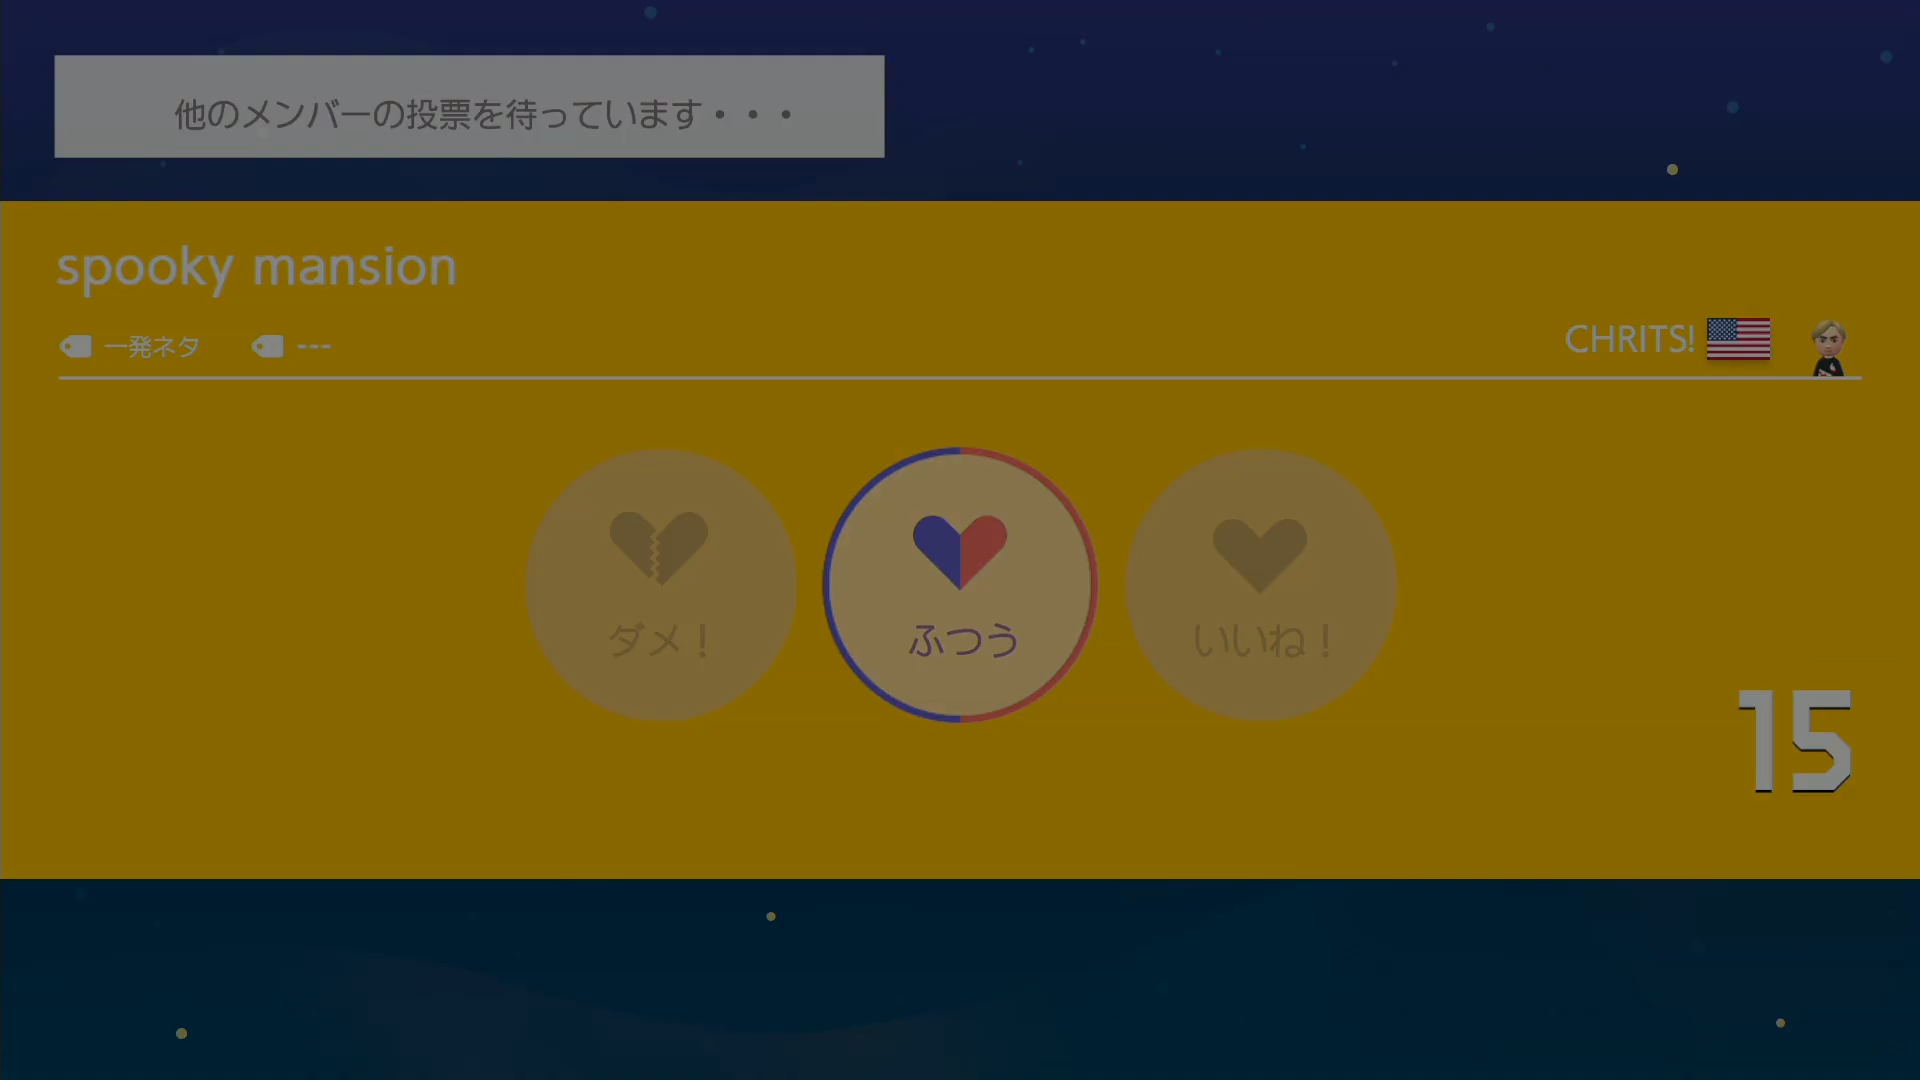 他のメンバーの投票を待っています・・・
spooky mansion
一発ネタ ---
CHRITS!
ダメ！ ふつう いいね！
15